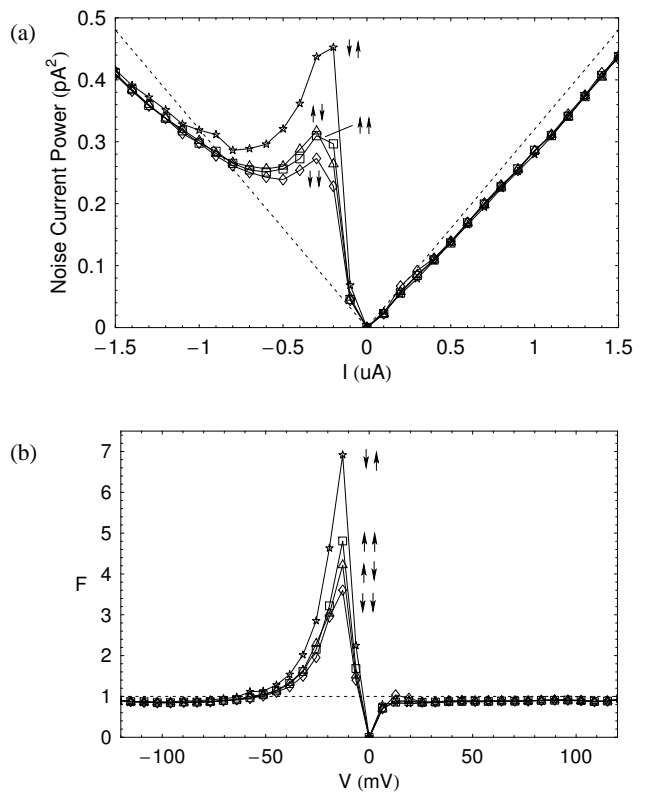 (a)
Noise Current Power (pA²)
0.5
0.4
0.3
0.2
0.1
0
↓↑
↑↓
↑↑
↓↓
−1.5 −1 −0.5 0 0.5 1 1.5
I (uA)
(b)
F
7
6
5
4
3
2
1
0
↓↑
↑↑
↑↓
↓↓
−100 −50 0 50 100
V (mV)